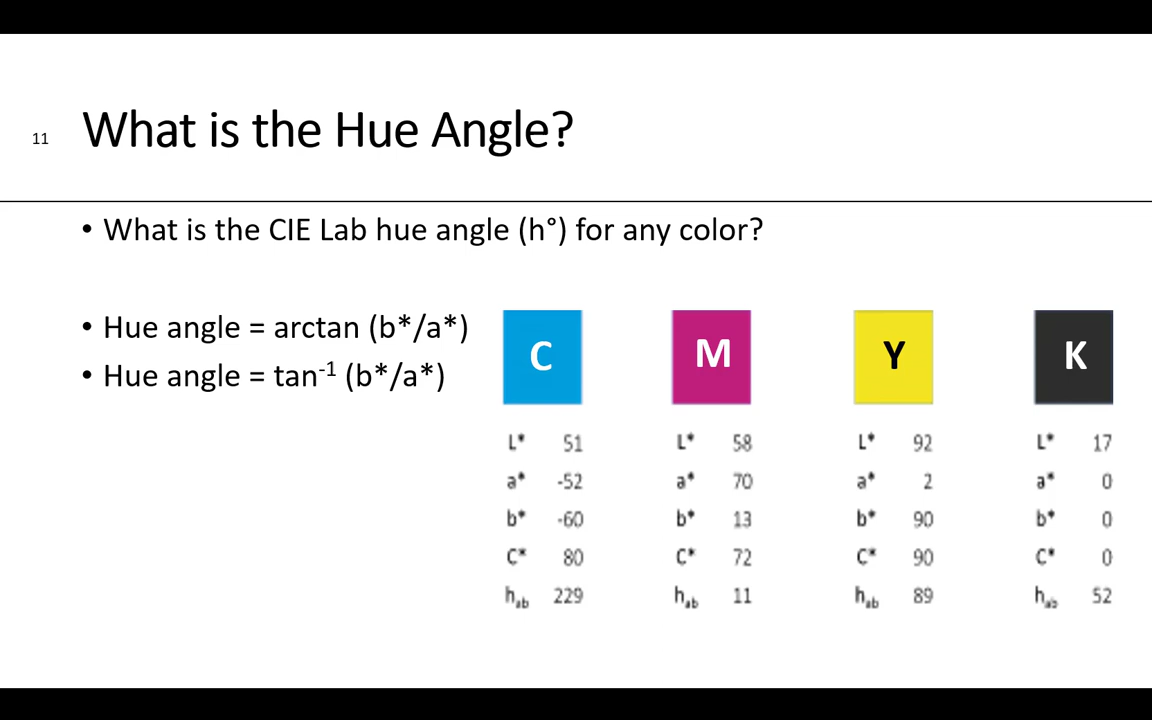 11
What is the Hue Angle?
• What is the CIE Lab hue angle (h°) for any color?
• Hue angle = arctan (b*/a*)
• Hue angle = tan⁻¹ (b*/a*)
C M Y K
L* 51 L* 58 L* 92 L* 17
a* -52 a* 70 a* 2 a* 0
b* -60 b* 13 b* 90 b* 0
C* 80 C* 72 C* 90 C* 0
hab 229 hab 11 hab 89 hab 52